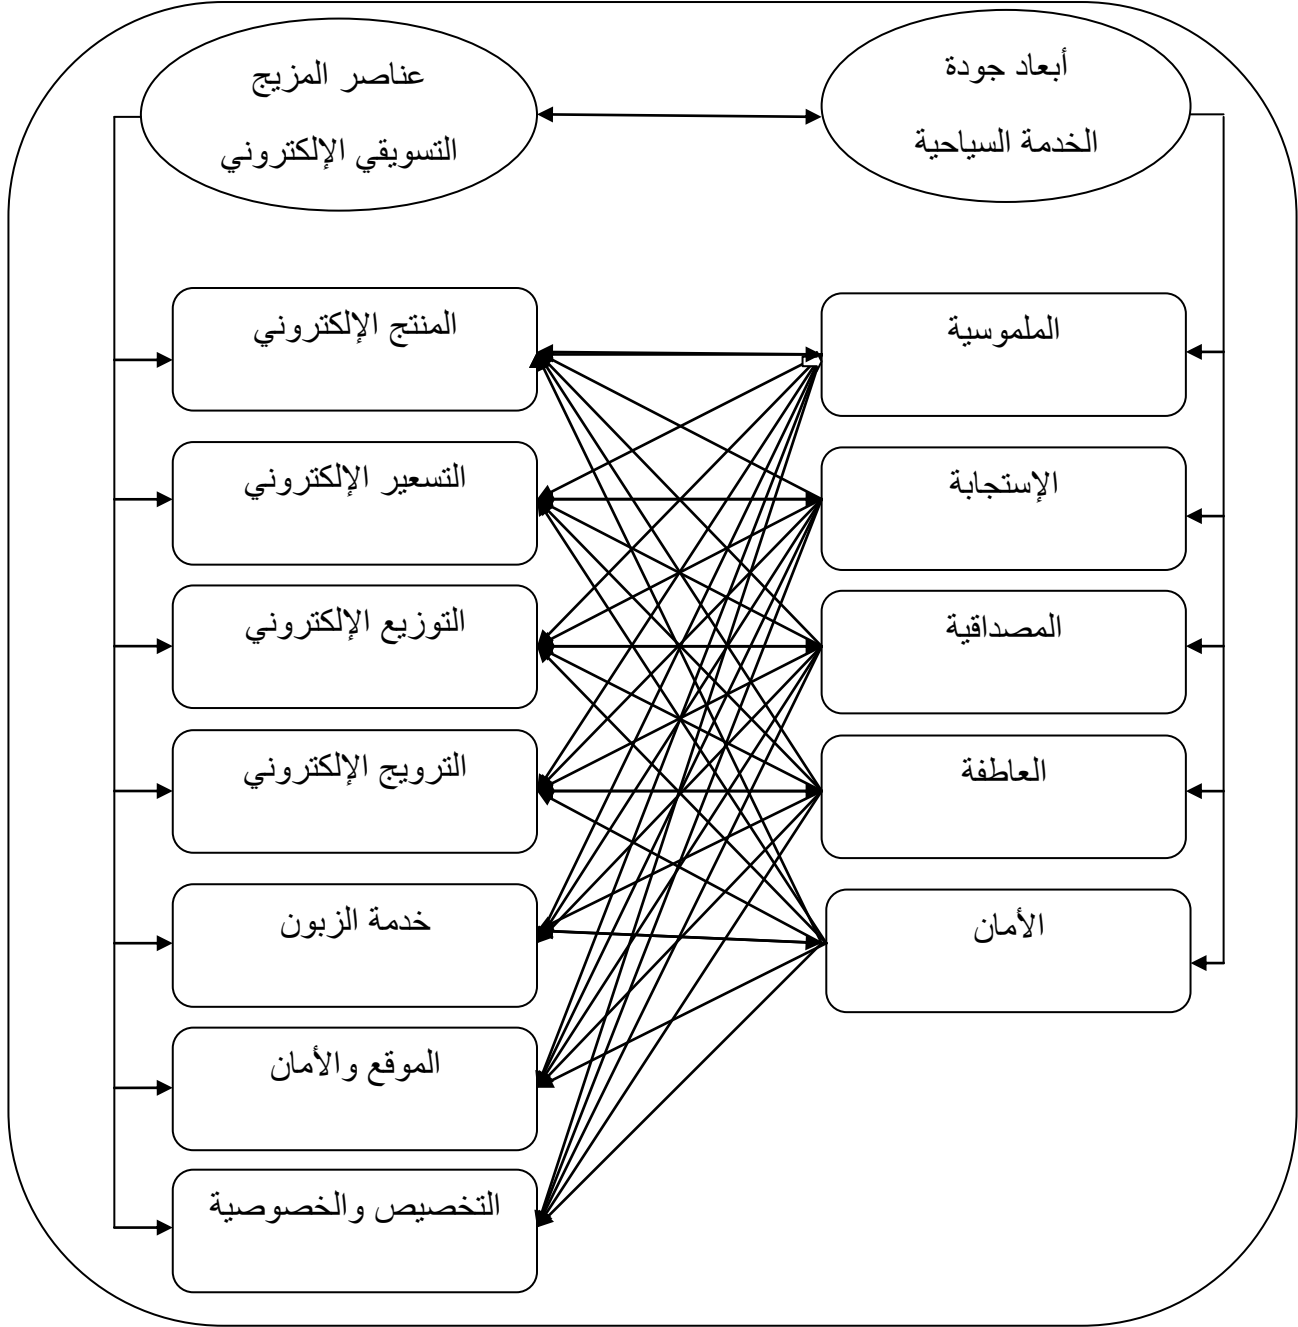 أبعاد جودة
الخدمة السياحية
عناصر المزيج
التسويقي الإلكتروني
الملموسية
الإستجابة
المصداقية
العاطفة
الأمان
المنتج الإلكتروني
التسعير الإلكتروني
التوزيع الإلكتروني
الترويج الإلكتروني
خدمة الزبون
الموقع والأمان
التخصيص والخصوصية